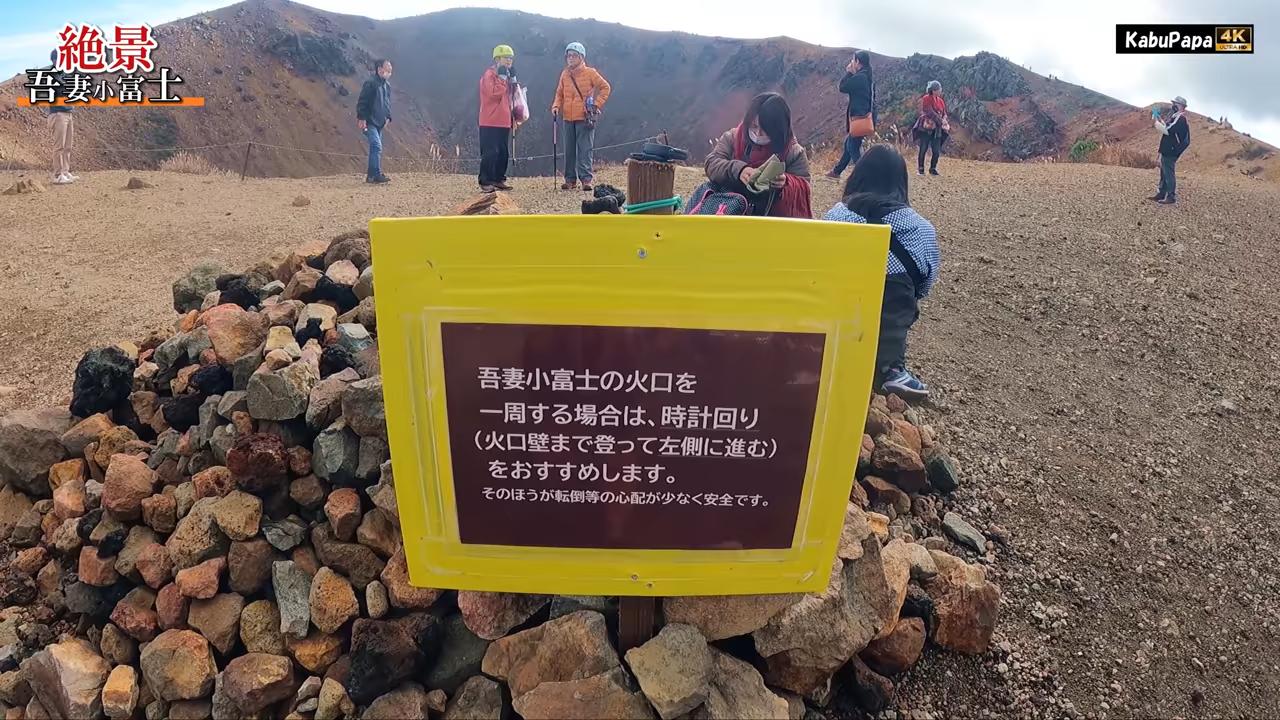 絶景
吾妻小富士
KabuPapa 4K
ULTRA HD
吾妻小富士の火口を
一周する場合は、時計回り
（火口壁まで登って左側に進む）
をおすすめします。
そのほうが転倒等の心配が少なく安全です。